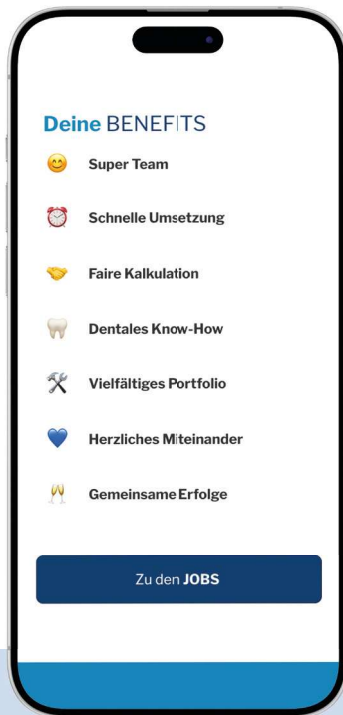 Deine BENEFITS
Super Team
Schnelle Umsetzung
Faire Kalkulation
Dentales Know-How
Vielfältiges Portfolio
Herzliches Miteinander
Gemeinsame Erfolge
Zu den JOBS